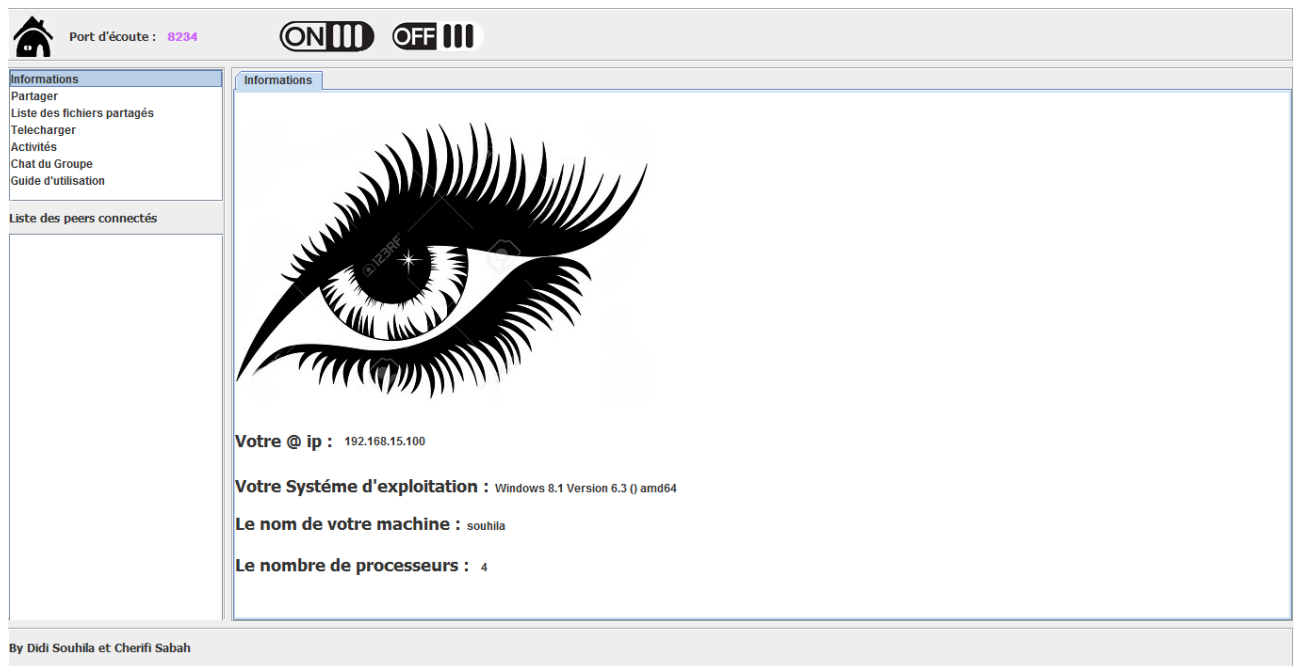 Port d'écoute : 8234
ON OFF
Informations
Partager
Liste des fichiers partagés
Telecharger
Activités
Chat du Groupe
Guide d'utilisation
Liste des peers connectés
Informations
123RF
Votre @ ip : 192.168.15.100
Votre Systéme d'exploitation : Windows 8.1 Version 6.3 () amd64
Le nom de votre machine : souhila
Le nombre de processeurs : 4
By Didi Souhila et Cherifi Sabah